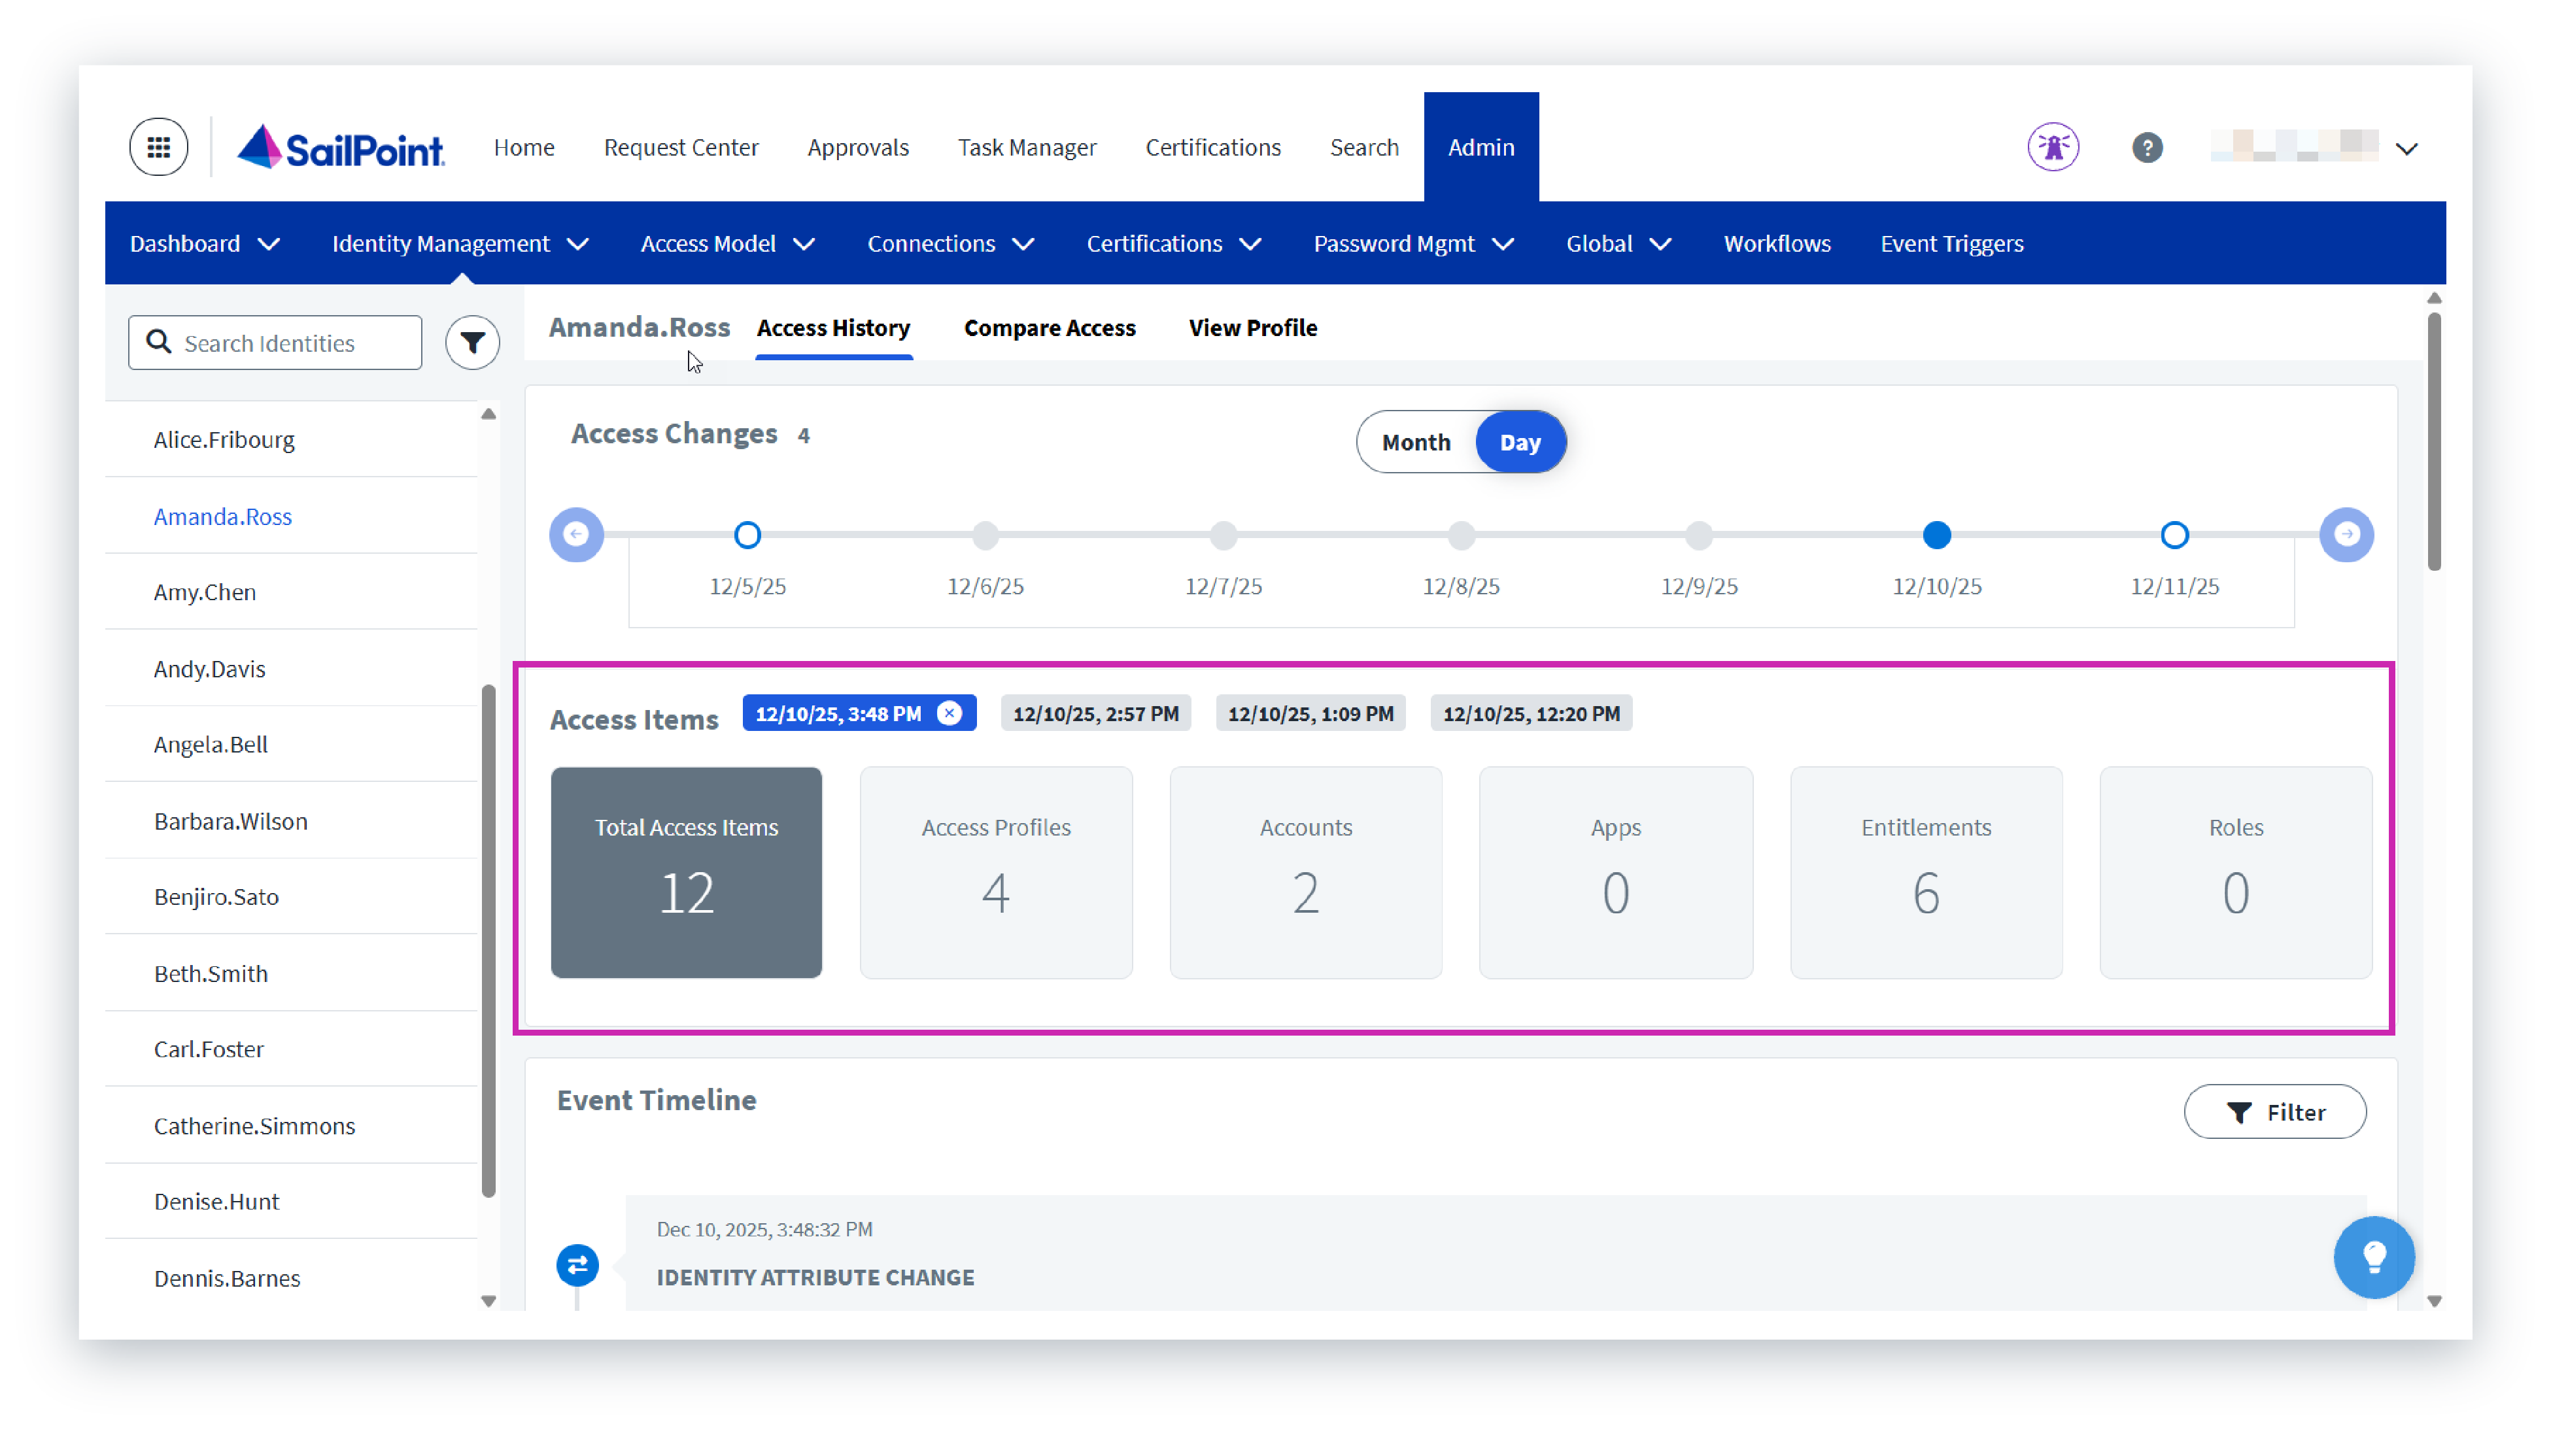 SailPoint
Home Request Center Approvals Task Manager Certifications Search Admin
?
Dashboard Identity Management Access Model Connections Certifications Password Mgmt Global Workflows Event Triggers
Search Identities
Alice.Fribourg
Amanda.Ross
Amy.Chen
Andy.Davis
Angela.Bell
Barbara.Wilson
Benjiro.Sato
Beth.Smith
Carl.Foster
Catherine.Simmons
Denise.Hunt
Dennis.Barnes
Amanda.Ross Access History Compare Access View Profile
Access Changes 4
Month Day
12/5/25 12/6/25 12/7/25 12/8/25 12/9/25 12/10/25 12/11/25
Access Items 12/10/25, 3:48 PM 12/10/25, 2:57 PM 12/10/25, 1:09 PM 12/10/25, 12:20 PM
Total Access Items Access Profiles Accounts Apps Entitlements Roles
12 4 2 0 6 0
Event Timeline
Filter
Dec 10, 2025, 3:48:32 PM
IDENTITY ATTRIBUTE CHANGE